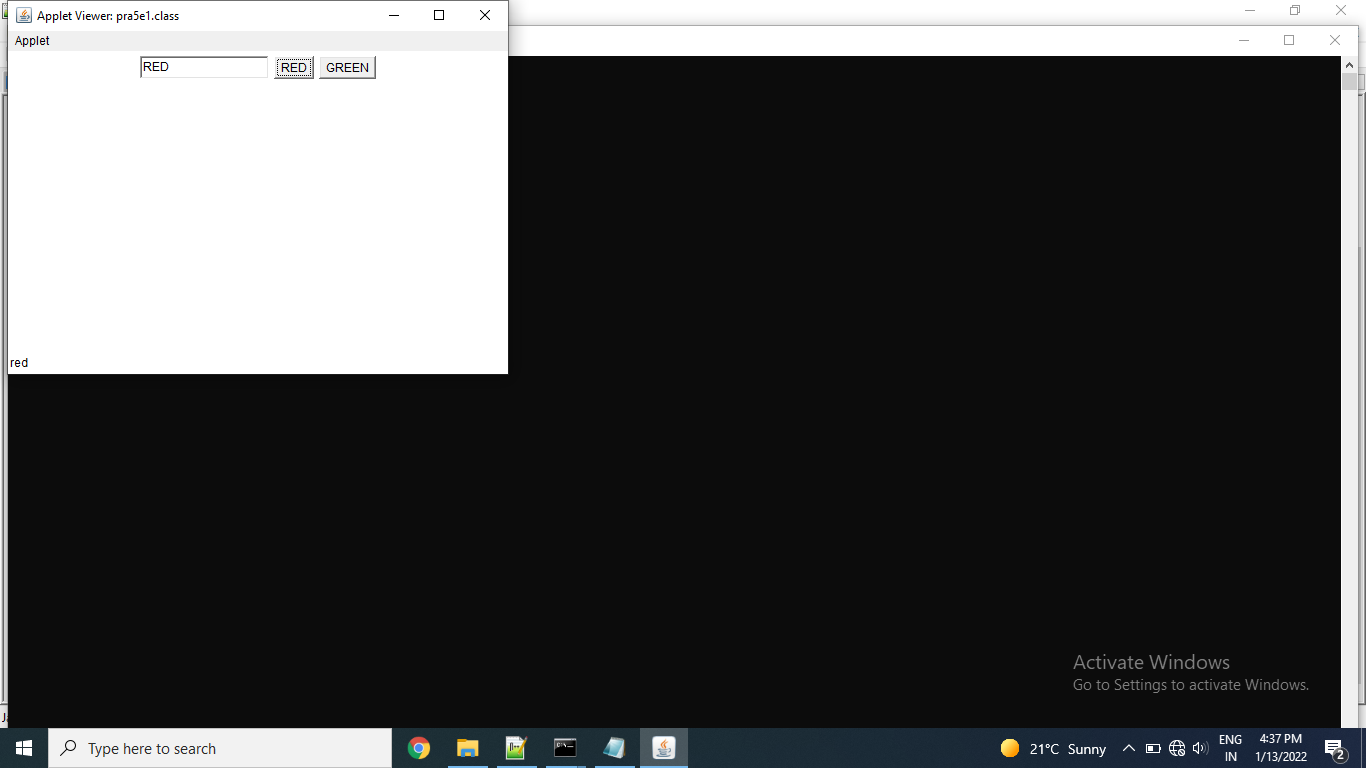 Applet Viewer: pra5e1.class
Applet
RED RED GREEN
red
Activate Windows
Go to Settings to activate Windows.
Type here to search
21°C Sunny
ENG
IN
4:37 PM
1/13/2022
2